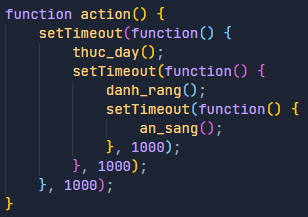 function action() {
    setTimeout(function() {
        thuc_day();
        setTimeout(function() {
            danh_rang();
            setTimeout(function() {
                an_sang();
            }, 1000);
        }, 1000);
    }, 1000);
}